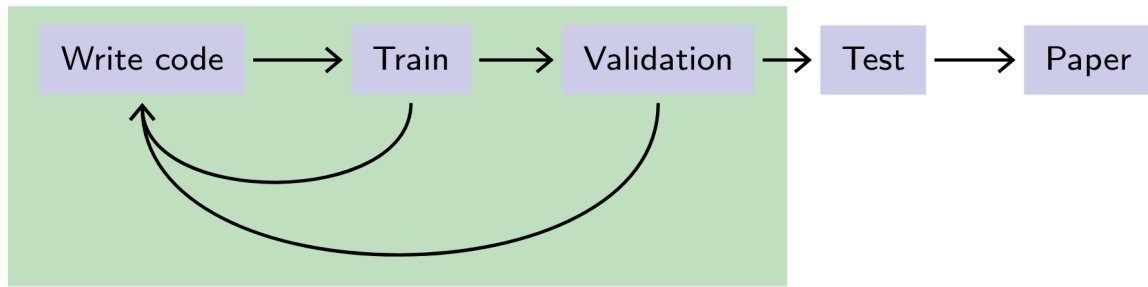 Write code
Train
Validation
Test
Paper